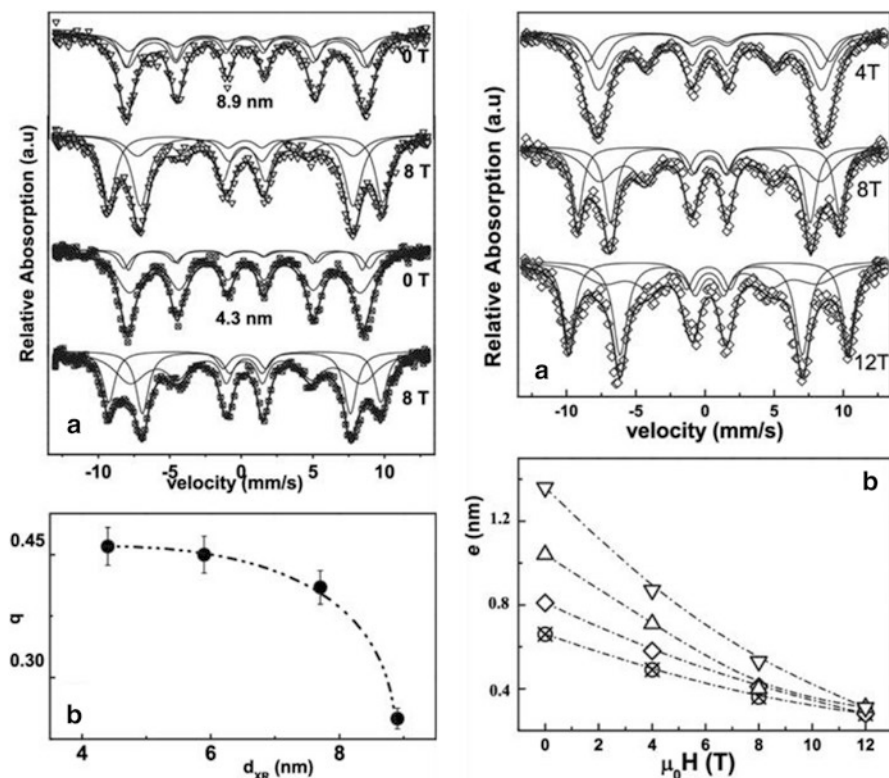 Relative Abosorption (a.u)
0 T
8.9 nm
8 T
0 T
4.3 nm
8 T
a
-10 -5 0 5 10
velocity (mm/s)
Relative Abosorption (a.u)
4T
8T
12T
a
-10 -5 0 5 10
velocity (mm/s)
b
q
0.45
0.30
4 6 8
d_XR (nm)
b
e (nm)
1.2
0.8
0.4
0 2 4 6 8 10 12
μ₀H (T)